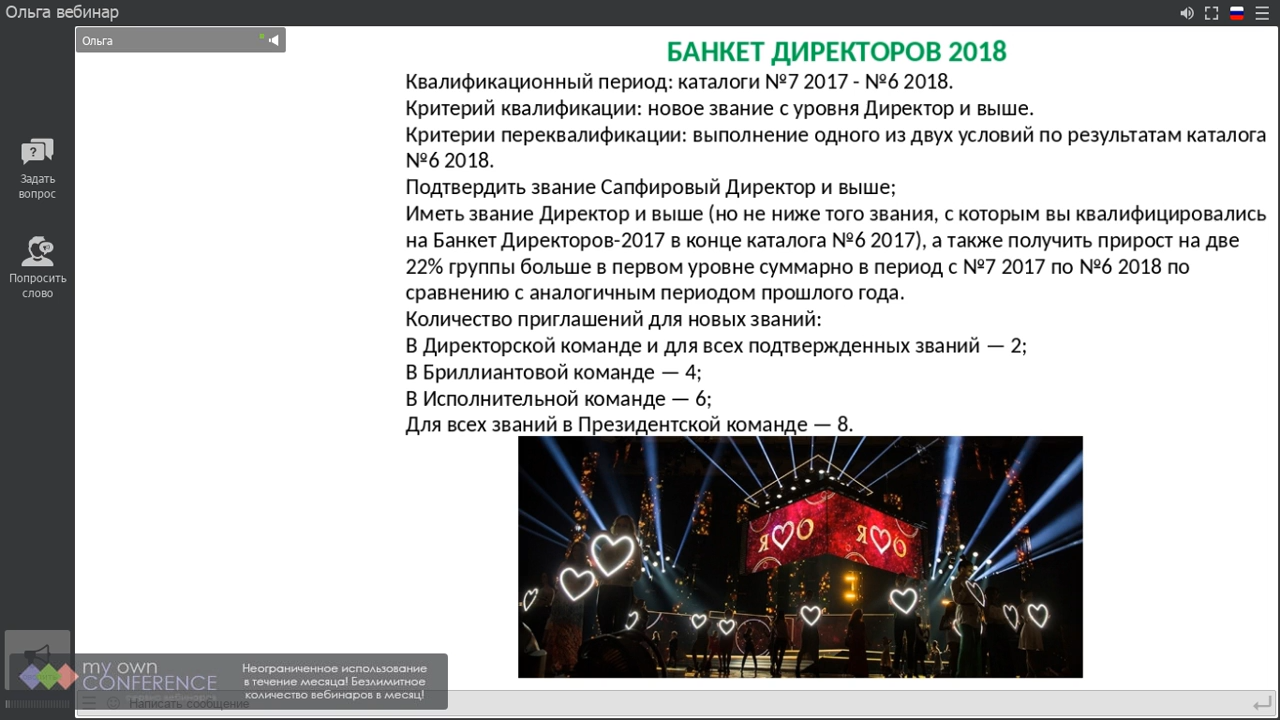 Ольга вебинар
Ольга
БАНКЕТ ДИРЕКТОРОВ 2018
Квалификационный период: каталоги №7 2017 - №6 2018.
Критерий квалификации: новое звание с уровня Директор и выше.
Критерии переквалификации: выполнение одного из двух условий по результатам каталога
№6 2018.
Подтвердить звание Сапфировый Директор и выше;
Иметь звание Директор и выше (но не ниже того звания, с которым вы квалифицировались
на Банкет Директоров-2017 в конце каталога №6 2017), а также получить прирост на две
22% группы больше в первом уровне суммарно в период с №7 2017 по №6 2018 по
сравнению с аналогичным периодом прошлого года.
Количество приглашений для новых званий:
В Директорской команде и для всех подтвержденных званий — 2;
В Бриллиантовой команде — 4;
В Исполнительной команде — 6;
Для всех званий в Президентской команде — 8.
Я О
Я О
Задать
вопрос
Попросить
слово
my own
CONFERENCE
Неограниченное использование
в течение месяца! Безлимитное
количество вебинаров в месяц!
Написать сообщение